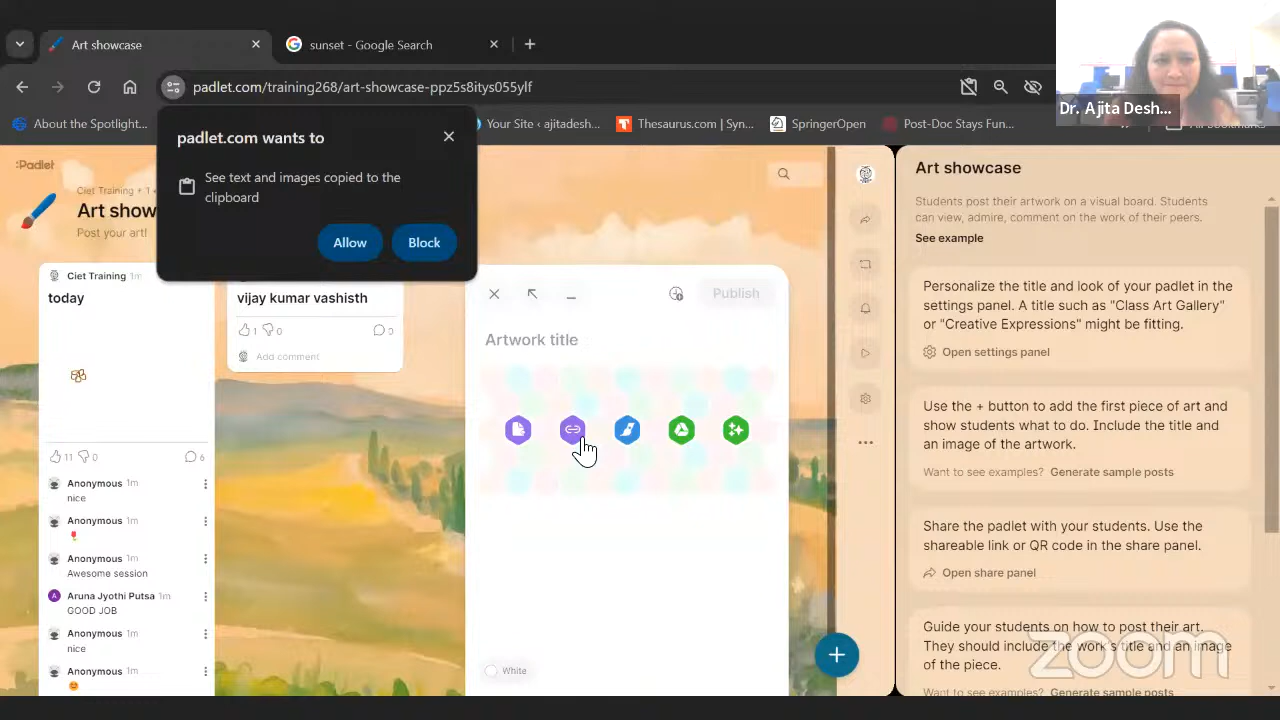 Art showcase
sunset - Google Search
padlet.com/training268/art-showcase-ppz5s8itys055ylf
About the Spotlight...
Your Site ‹ ajitadesh...
Thesaurus.com | Syn...
SpringerOpen
Post-Doc Stays Fun...
All Bookmarks
Dr. Ajita Desh...
padlet.com wants to
See text and images copied to the
clipboard
Allow
Block
:Padlet
Ciet Training + 1
Art show
Post your art!
Ciet Training 1m
today
11
0
6
Anonymous 1m
nice
Anonymous 1m
Anonymous 1m
Awesome session
A
Aruna Jyothi Putsa 1m
GOOD JOB
Anonymous 1m
nice
Anonymous 1m
vijay kumar vashisth
1
0
0
Add comment
Publish
Artwork title
White
Art showcase
Students post their artwork on a visual board. Students
can view, admire, comment on the work of their peers.
See example
Personalize the title and look of your padlet in the
settings panel. A title such as "Class Art Gallery"
or "Creative Expressions" might be fitting.
Open settings panel
Use the + button to add the first piece of art and
show students what to do. Include the title and
an image of the artwork.
Want to see examples? Generate sample posts
Share the padlet with your students. Use the
shareable link or QR code in the share panel.
Open share panel
Guide your students on how to post their art.
They should include the work's title and an image
of the piece.
Want to see examples? Generate sample posts
zoom